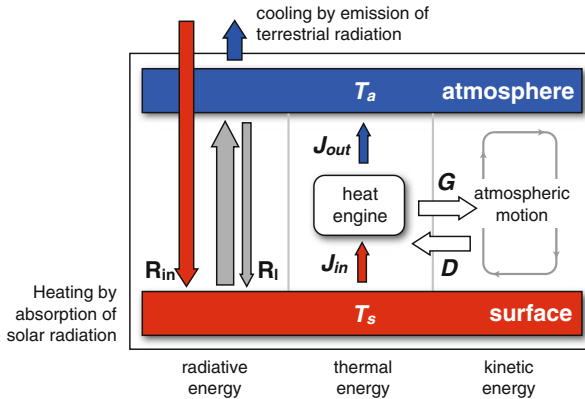 cooling by emission of
terrestrial radiation
Ta atmosphere
Jout
heat
engine
G
atmospheric
motion
D
Rin
Rl
Jin
Heating by
absorption of
solar radiation
Ts surface
radiative
energy
thermal
energy
kinetic
energy